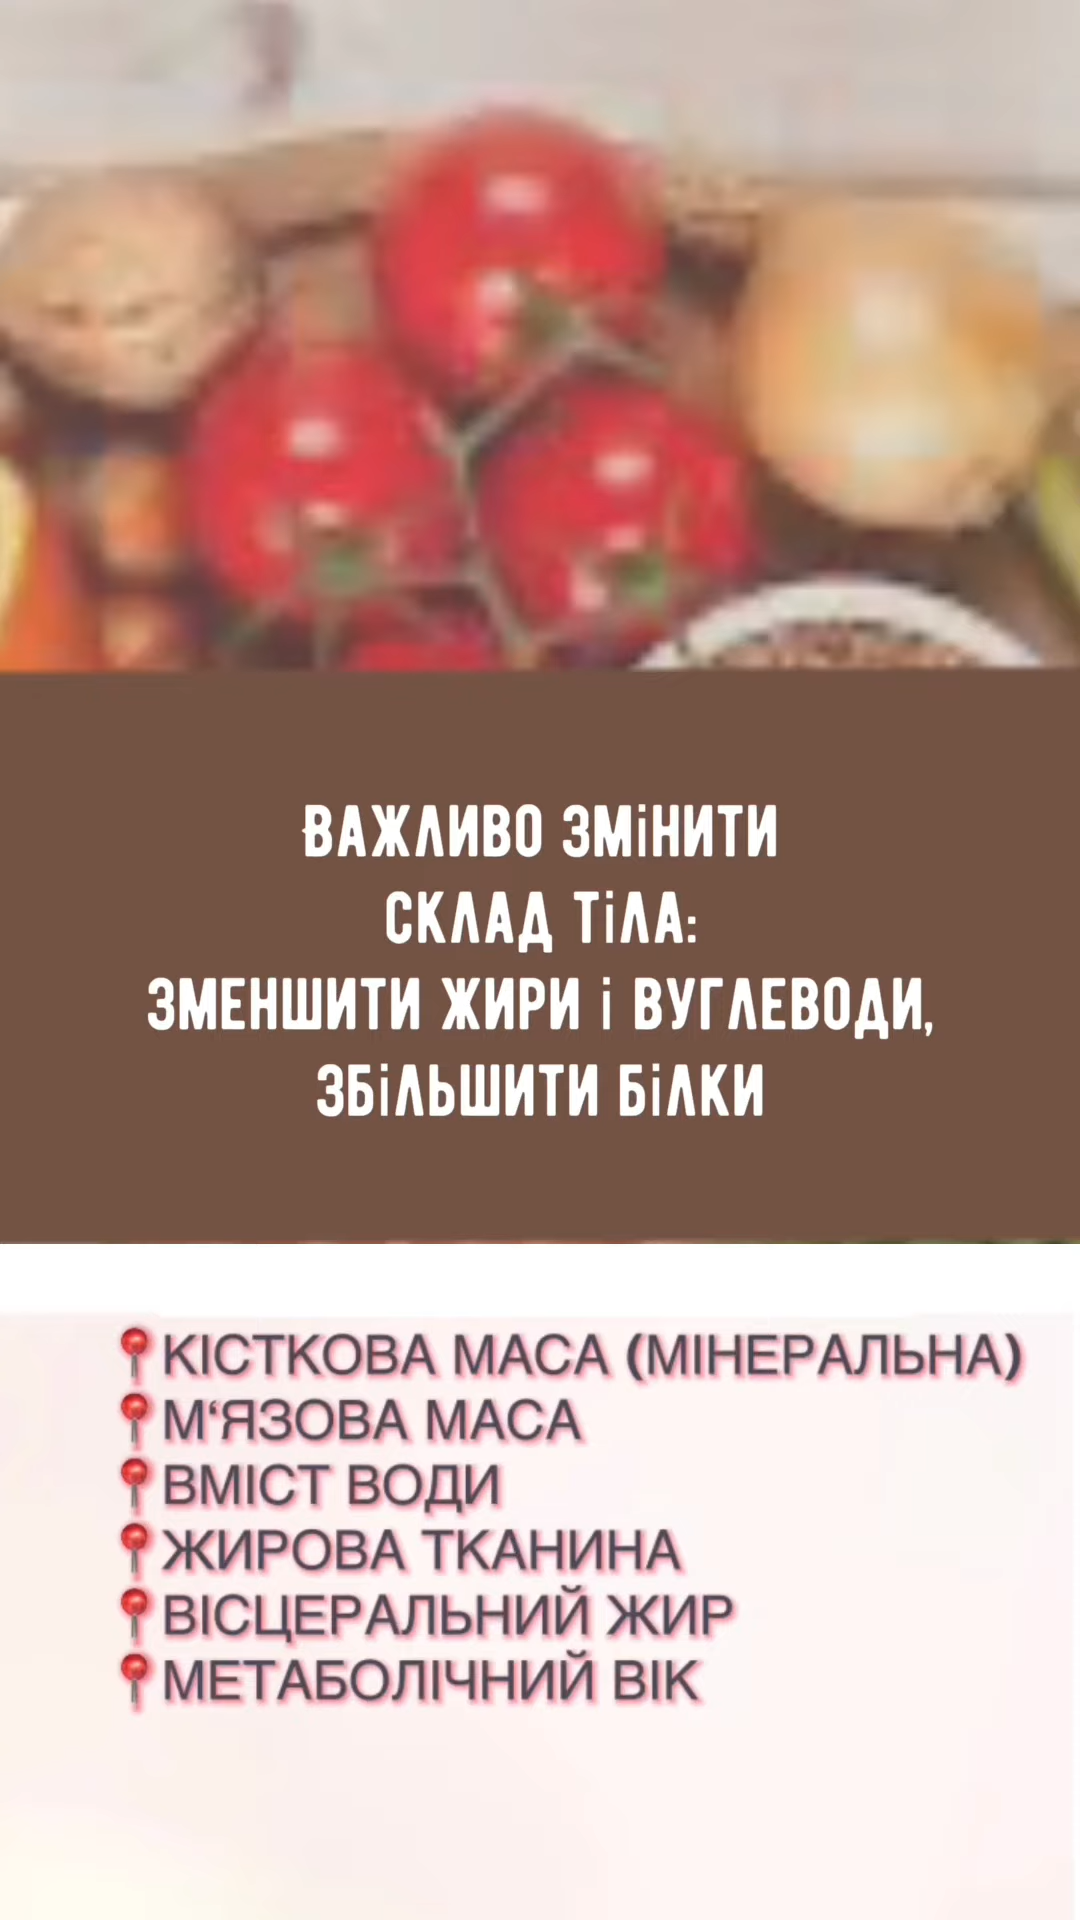 ВАЖЛИВО ЗМіНИТИ
СКЛАД ТіЛА:
ЗМЕНШИТИ ЖИРИ і ВУГЛЕВОДИ,
ЗБіЛЬШИТИ БіЛКИ
📍КІСТКОВА МАСА (МІНЕРАЛЬНА)
📍М‘ЯЗОВА МАСА
📍ВМІСТ ВОДИ
📍ЖИРОВА ТКАНИНА
📍ВІСЦЕРАЛЬНИЙ ЖИР
📍МЕТАБОЛІЧНИЙ ВІК